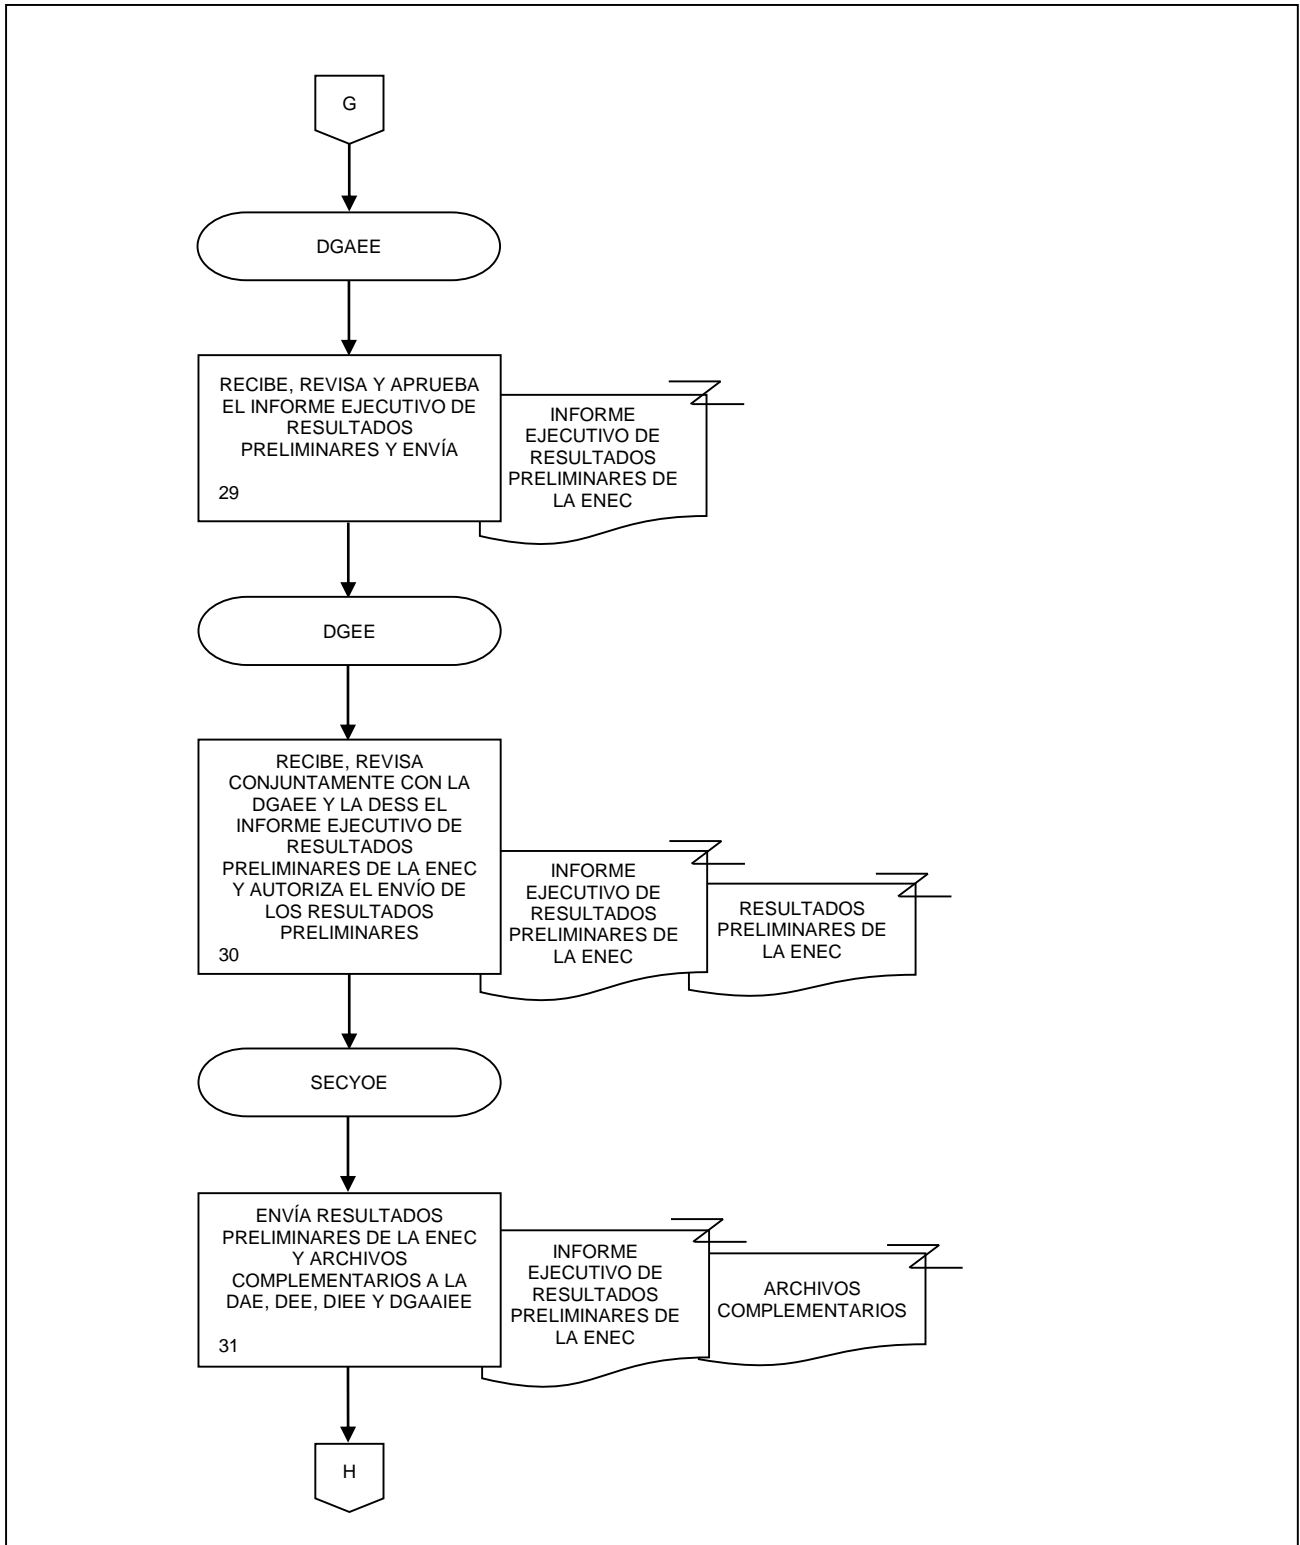 G
DGAEE
RECIBE, REVISA Y APRUEBA
EL INFORME EJECUTIVO DE
RESULTADOS
PRELIMINARES Y ENVÍA
29
INFORME
EJECUTIVO DE
RESULTADOS
PRELIMINARES DE
LA ENEC
DGEE
RECIBE, REVISA
CONJUNTAMENTE CON LA
DGAEE Y LA DESS EL
INFORME EJECUTIVO DE
RESULTADOS
PRELIMINARES DE LA ENEC
Y AUTORIZA EL ENVÍO DE
LOS RESULTADOS
PRELIMINARES
30
INFORME
EJECUTIVO DE
RESULTADOS
PRELIMINARES DE
LA ENEC
RESULTADOS
PRELIMINARES DE
LA ENEC
SECYOE
ENVÍA RESULTADOS
PRELIMINARES DE LA ENEC
Y ARCHIVOS
COMPLEMENTARIOS A LA
DAE, DEE, DIEE Y DGAAIEE
31
INFORME
EJECUTIVO DE
RESULTADOS
PRELIMINARES DE
LA ENEC
ARCHIVOS
COMPLEMENTARIOS
H